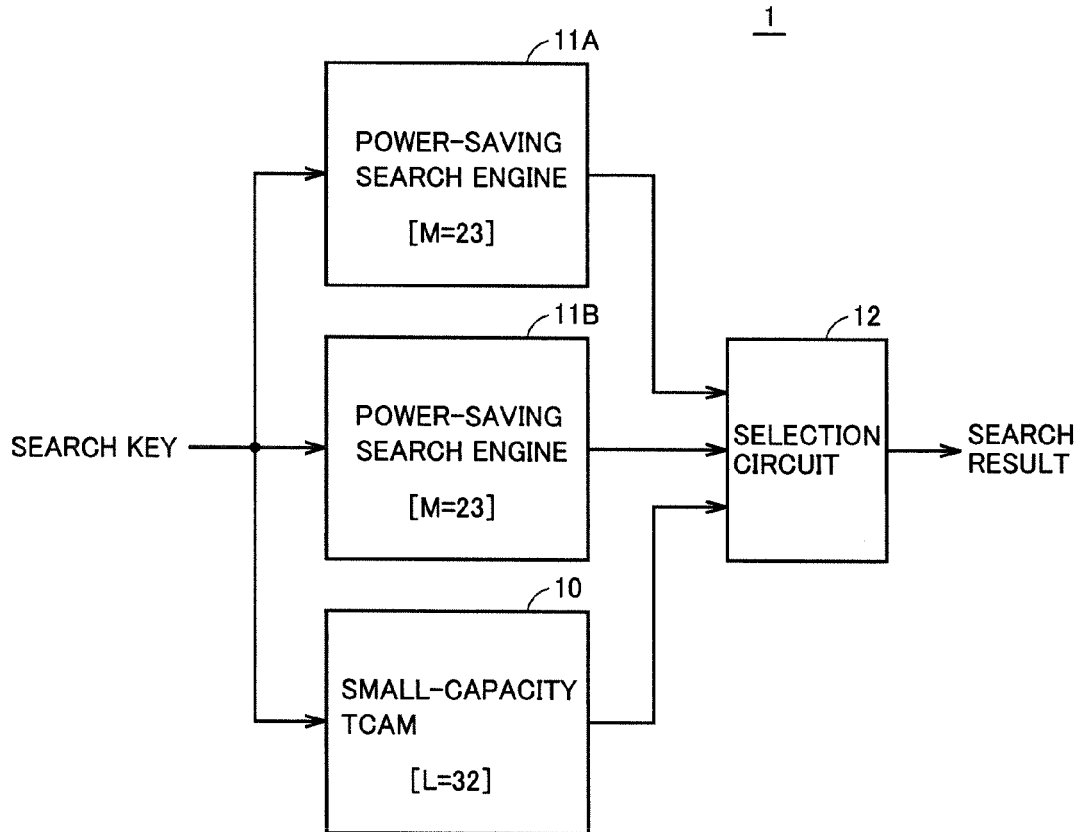 1
11A
POWER-SAVING
SEARCH ENGINE
[M=23]
11B
POWER-SAVING
SEARCH ENGINE
[M=23]
12
SEARCH KEY
SELECTION
CIRCUIT
SEARCH
RESULT
10
SMALL-CAPACITY
TCAM
[L=32]